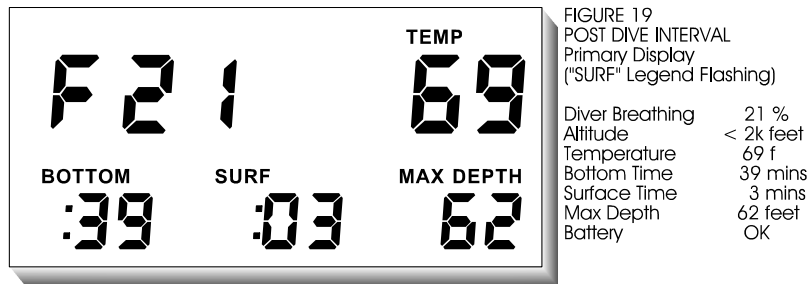 TEMP
F21 69
BOTTOM SURF MAX DEPTH
:39 :03 62
FIGURE 19
POST DIVE INTERVAL
Primary Display
("SURF" Legend Flashing)
Diver Breathing 21 %
Altitude < 2k feet
Temperature 69 f
Bottom Time 39 mins
Surface Time 3 mins
Max Depth 62 feet
Battery OK